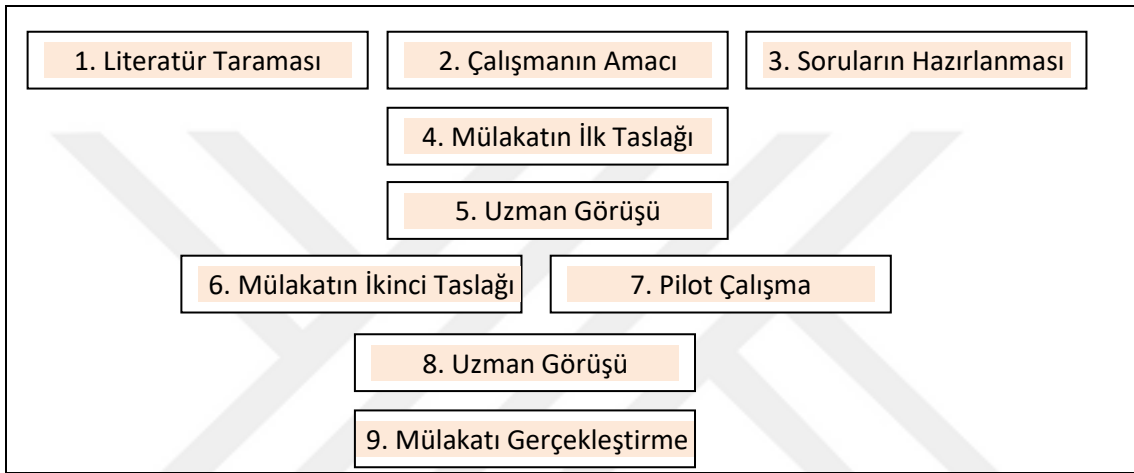 1. Literatür Taraması
2. Çalışmanın Amacı
3. Soruların Hazırlanması
4. Mülakatın İlk Taslağı
5. Uzman Görüşü
6. Mülakatın İkinci Taslağı
7. Pilot Çalışma
8. Uzman Görüşü
9. Mülakatı Gerçekleştirme